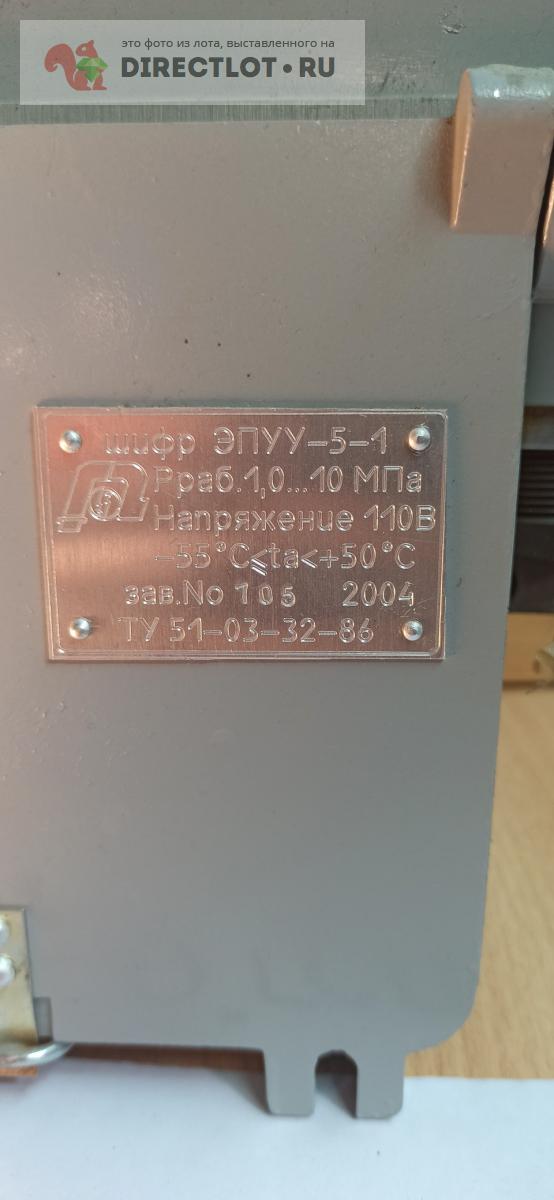 это фото из лота, выставленного на
DIRECTLOT.RU
шифр ЭПУУ-5-1
Рраб.1,0...10 МПа
Напряжение 110В
-55°C⩽ta<+50°C
зав.No 105 2004
ТУ 51-03-32-86